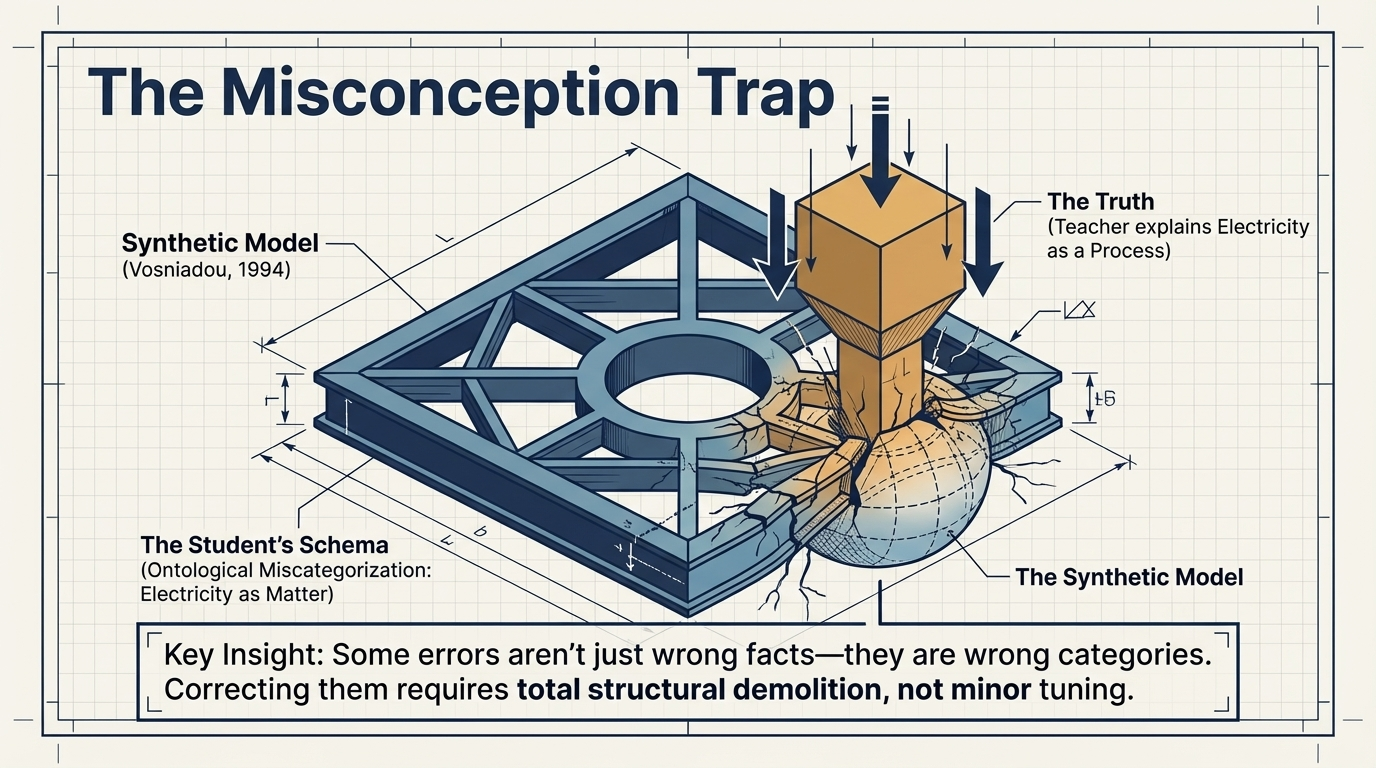 The Misconception Trap
Synthetic Model
(Vosniadou, 1994)
The Truth
(Teacher explains Electricity
as a Process)
The Student's Schema
(Ontological Miscategorization:
Electricity as Matter)
The Synthetic Model
Key Insight: Some errors aren't just wrong facts—they are wrong categories.
Correcting them requires total structural demolition, not minor tuning.